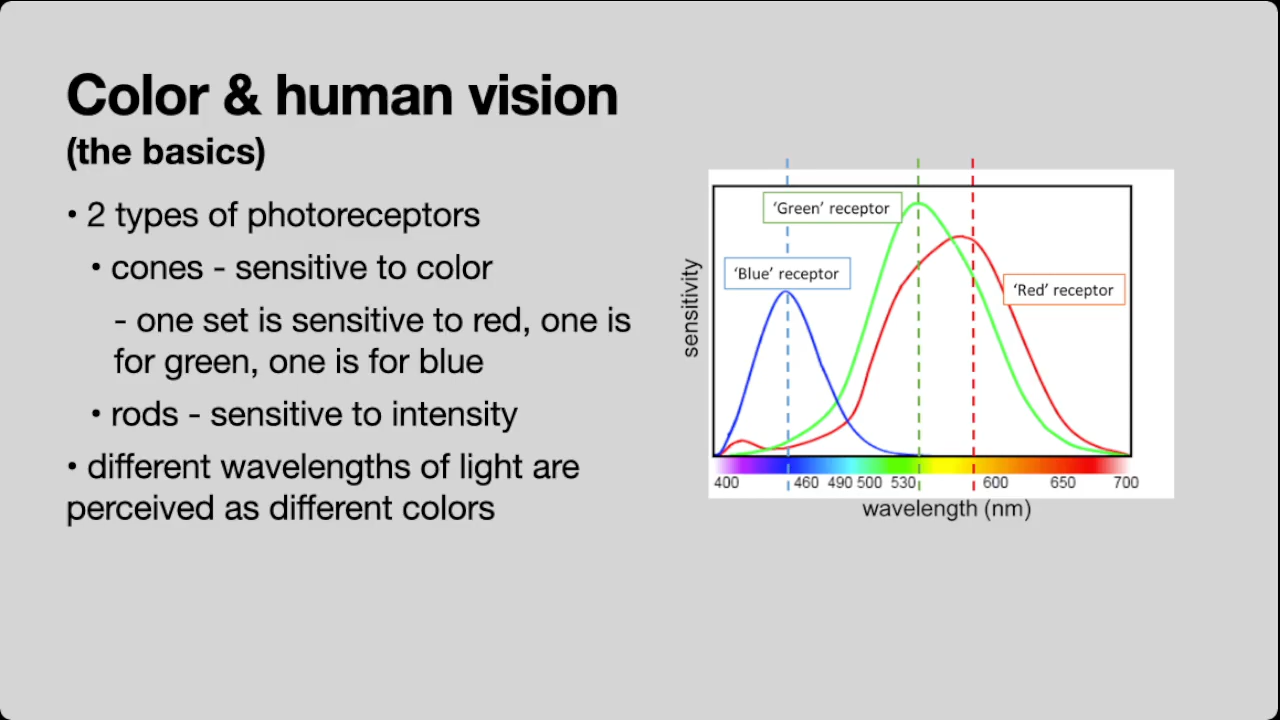 Color & human vision
(the basics)
• 2 types of photoreceptors
• cones - sensitive to color
- one set is sensitive to red, one is
for green, one is for blue
• rods - sensitive to intensity
• different wavelengths of light are
perceived as different colors
‘Green’ receptor
‘Blue’ receptor
‘Red’ receptor
sensitivity
400 460 490 500 530 600 650 700
wavelength (nm)